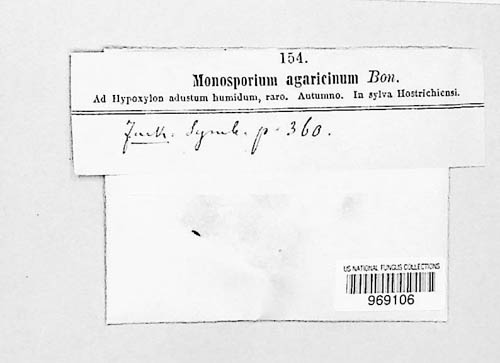 154.
Monosporium agaricinum Bon.
Ad Hypoxylon adustum humidum, raro. Autumno. In sylva Hostrichiensi.
Fuck. Symb. p. 360.
US NATIONAL FUNGUS COLLECTIONS
969106